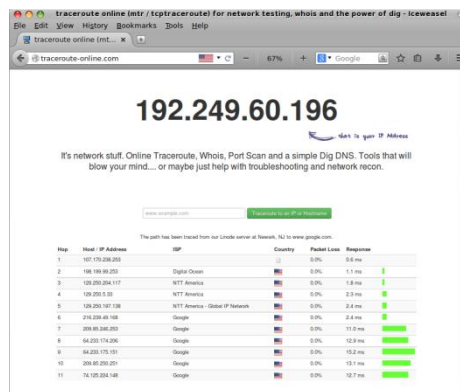 traceroute online (mtr / tcptraceroute) for network testing, whois and the power of dig - Iceweasel
File Edit View History Bookmarks Tools Help
traceroute online (mt...
traceroute-online.com 67% Google
192.249.60.196
this is your IP Address
It's network stuff. Online Traceroute, Whois, Port Scan and a simple Dig DNS. Tools that will
blow your mind.... or maybe just help with troubleshooting and network recon.
www.example.com Traceroute to an IP or Hostname
The path has been traced from our Linode server at Newark, NJ to www.google.com.
Hop Host / IP Address ISP Country Packet Loss Response
1 107.170.236.253 0.0% 0.6 ms
2 198.199.99.253 Digital Ocean 0.0% 1.1 ms
3 129.250.204.117 NTT America 0.0% 1.8 ms
4 129.250.5.33 NTT America 0.0% 2.3 ms
5 129.250.197.138 NTT America - Global IP Network 0.0% 2.4 ms
6 216.239.49.168 Google 0.0% 2.4 ms
7 209.85.246.253 Google 0.0% 11.0 ms
8 64.233.174.206 Google 0.0% 12.9 ms
9 64.233.175.151 Google 0.0% 15.2 ms
10 209.85.250.251 Google 0.0% 13.1 ms
11 74.125.224.148 Google 0.0% 12.7 ms